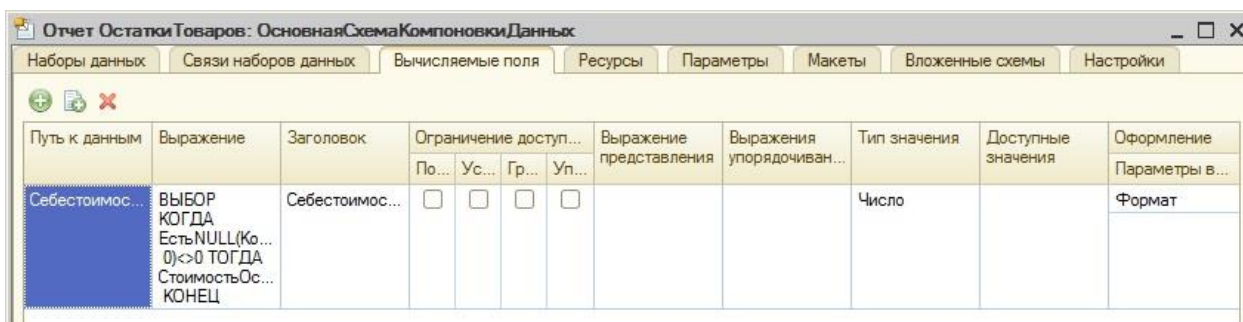 Отчет ОстаткиТоваров: ОсновнаяСхемаКомпоновкиДанных
Наборы данных Связи наборов данных Вычисляемые поля Ресурсы Параметры Макеты Вложенные схемы Настройки
Путь к данным Выражение Заголовок Ограничение доступ... Выражение представления Выражения упорядочиван... Тип значения Доступные значения Оформление
По... Ус... Гр... Уп... Параметры в...
Себестоимос... ВЫБОР Себестоимос... Число Формат
КОГДА
ЕстьNULL(Ко...
0)<>0 ТОГДА
СтоимостьОс...
КОНЕЦ